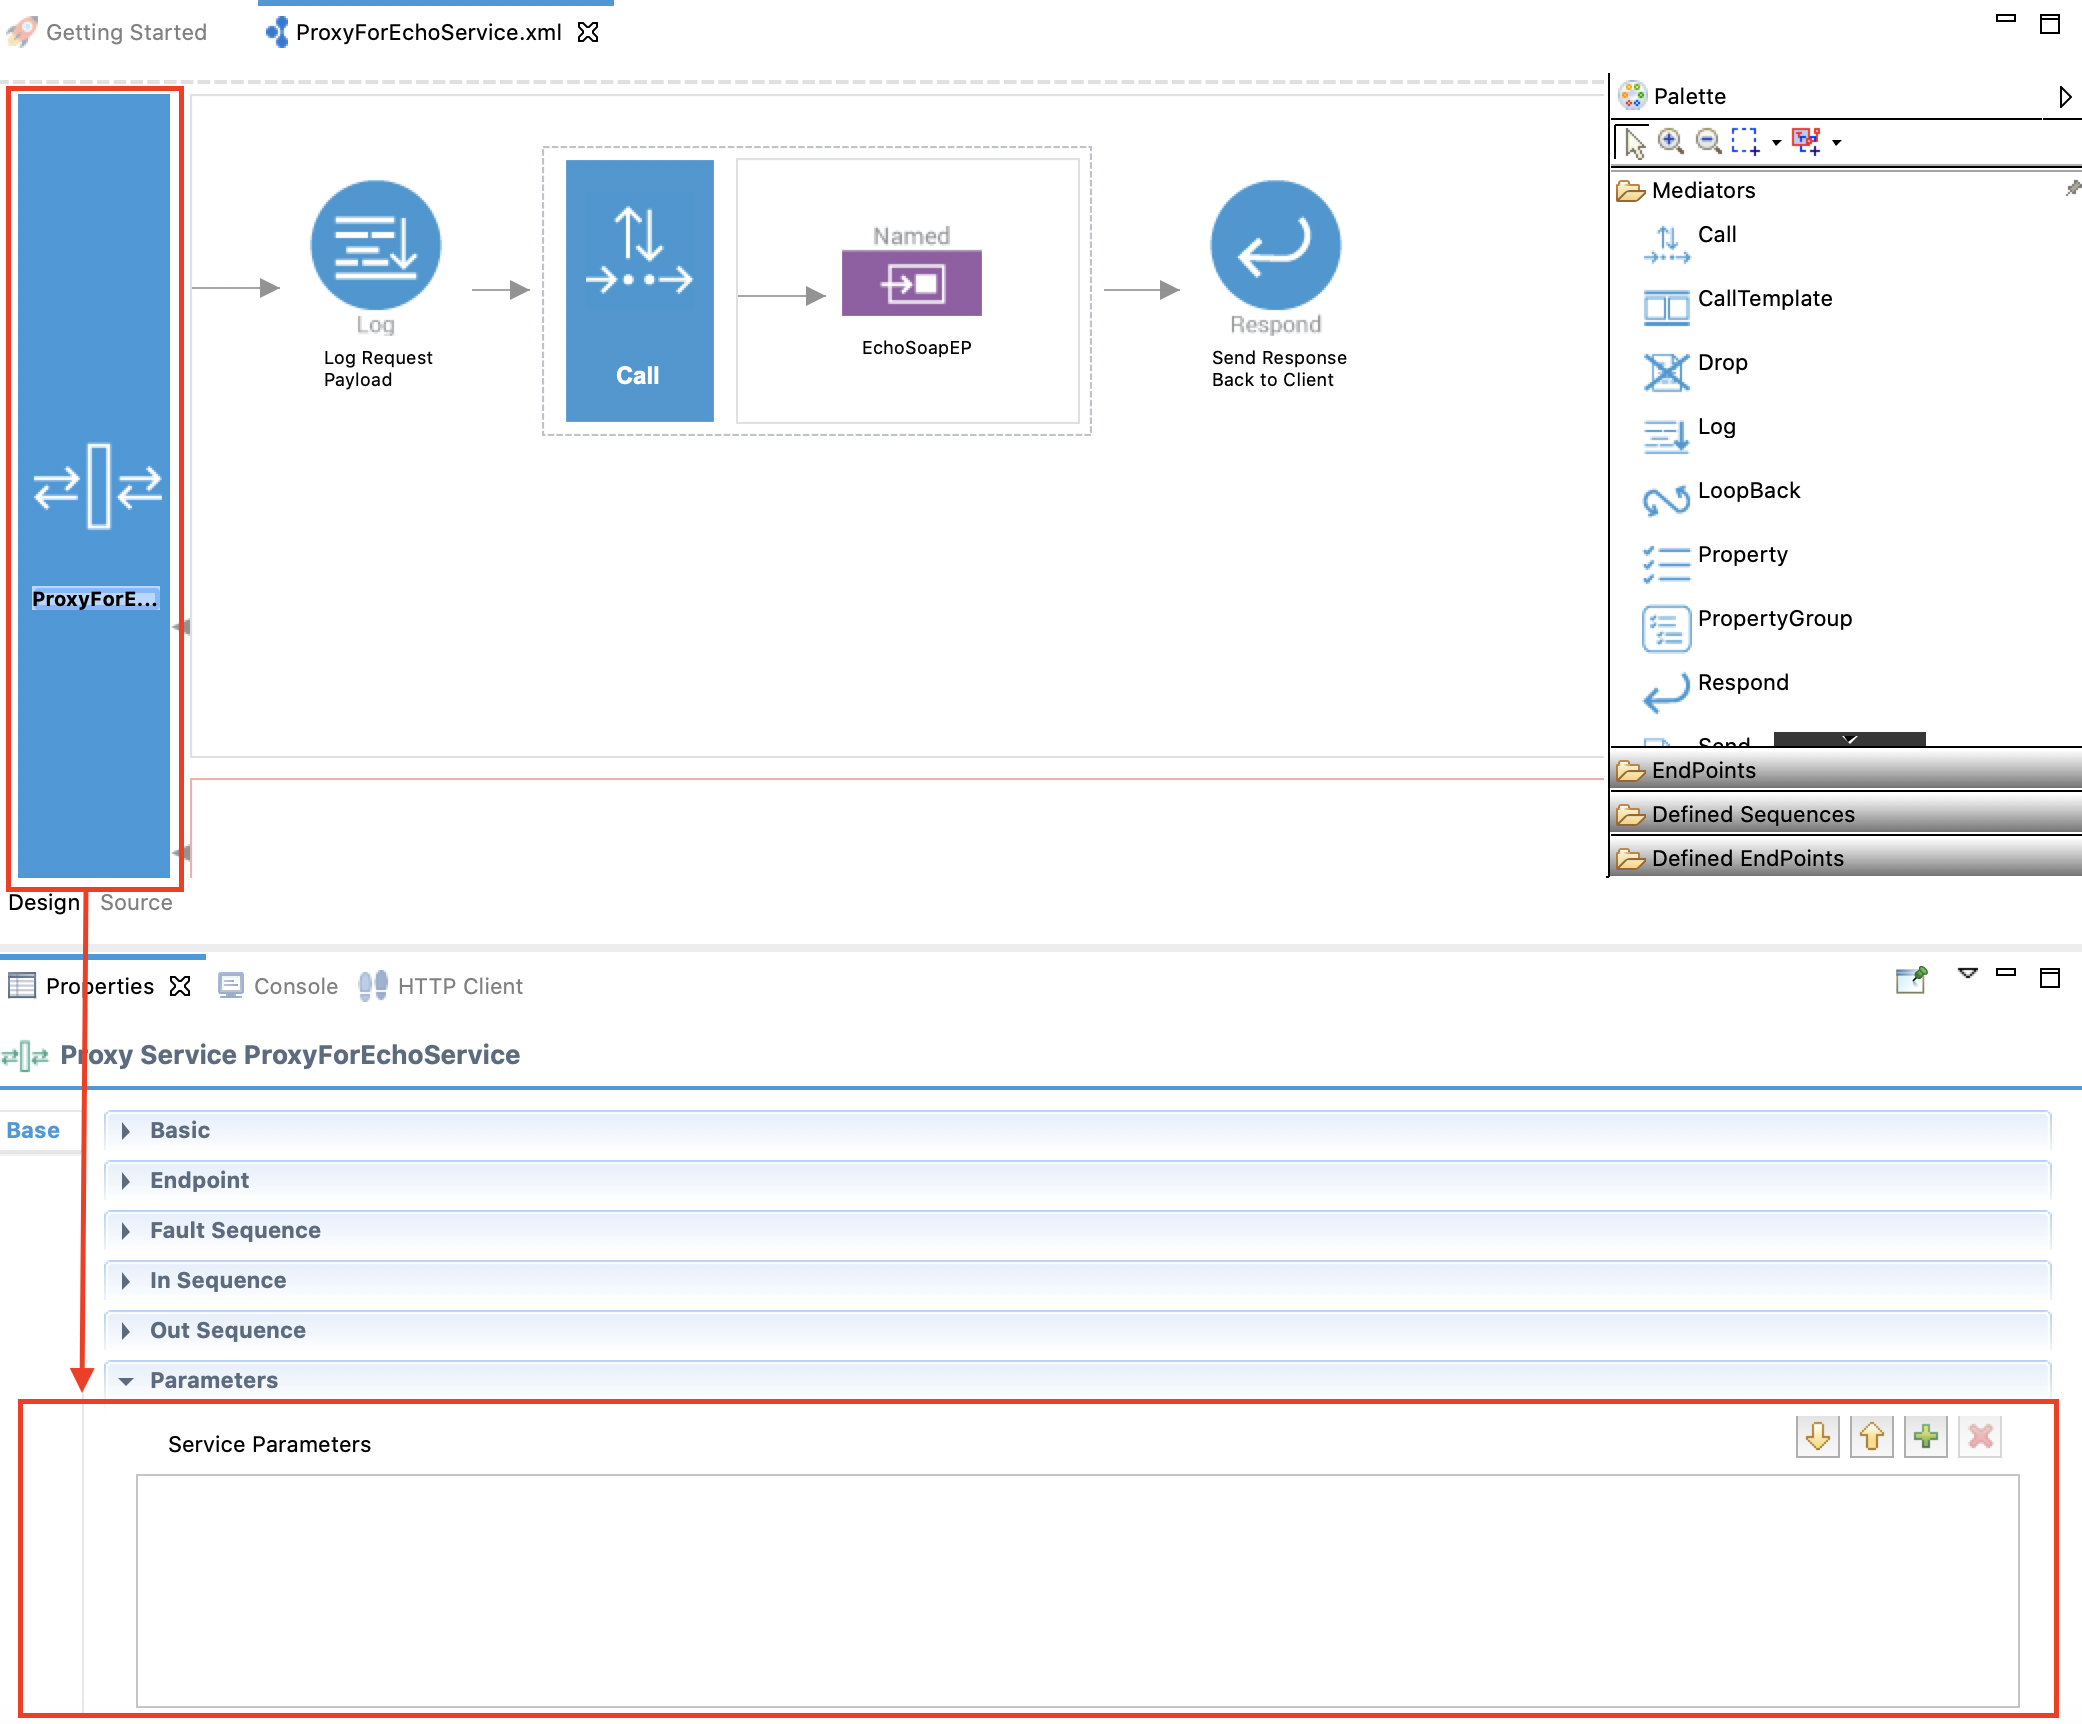 Getting Started
ProxyForEchoService.xml
Palette
Mediators
Call
CallTemplate
Drop
Log
LoopBack
Property
PropertyGroup
Respond
Send
EndPoints
Defined Sequences
Defined EndPoints
ProxyForE...
Log
Log Request
Payload
Call
Named
EchoSoapEP
Respond
Send Response
Back to Client
Design
Source
Properties
Console
HTTP Client
Proxy Service ProxyForEchoService
Base
Basic
Endpoint
Fault Sequence
In Sequence
Out Sequence
Parameters
Service Parameters